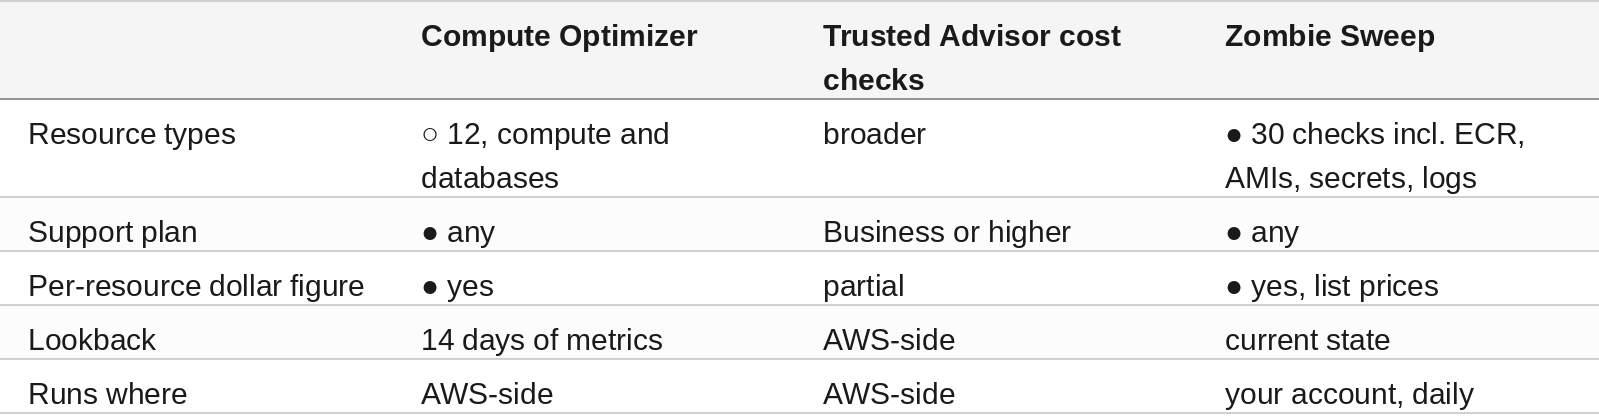 Compute Optimizer Trusted Advisor cost checks Zombie Sweep
Resource types ○ 12, compute and databases broader ● 30 checks incl. ECR, AMIs, secrets, logs
Support plan ● any Business or higher ● any
Per-resource dollar figure ● yes partial ● yes, list prices
Lookback 14 days of metrics AWS-side current state
Runs where AWS-side AWS-side your account, daily